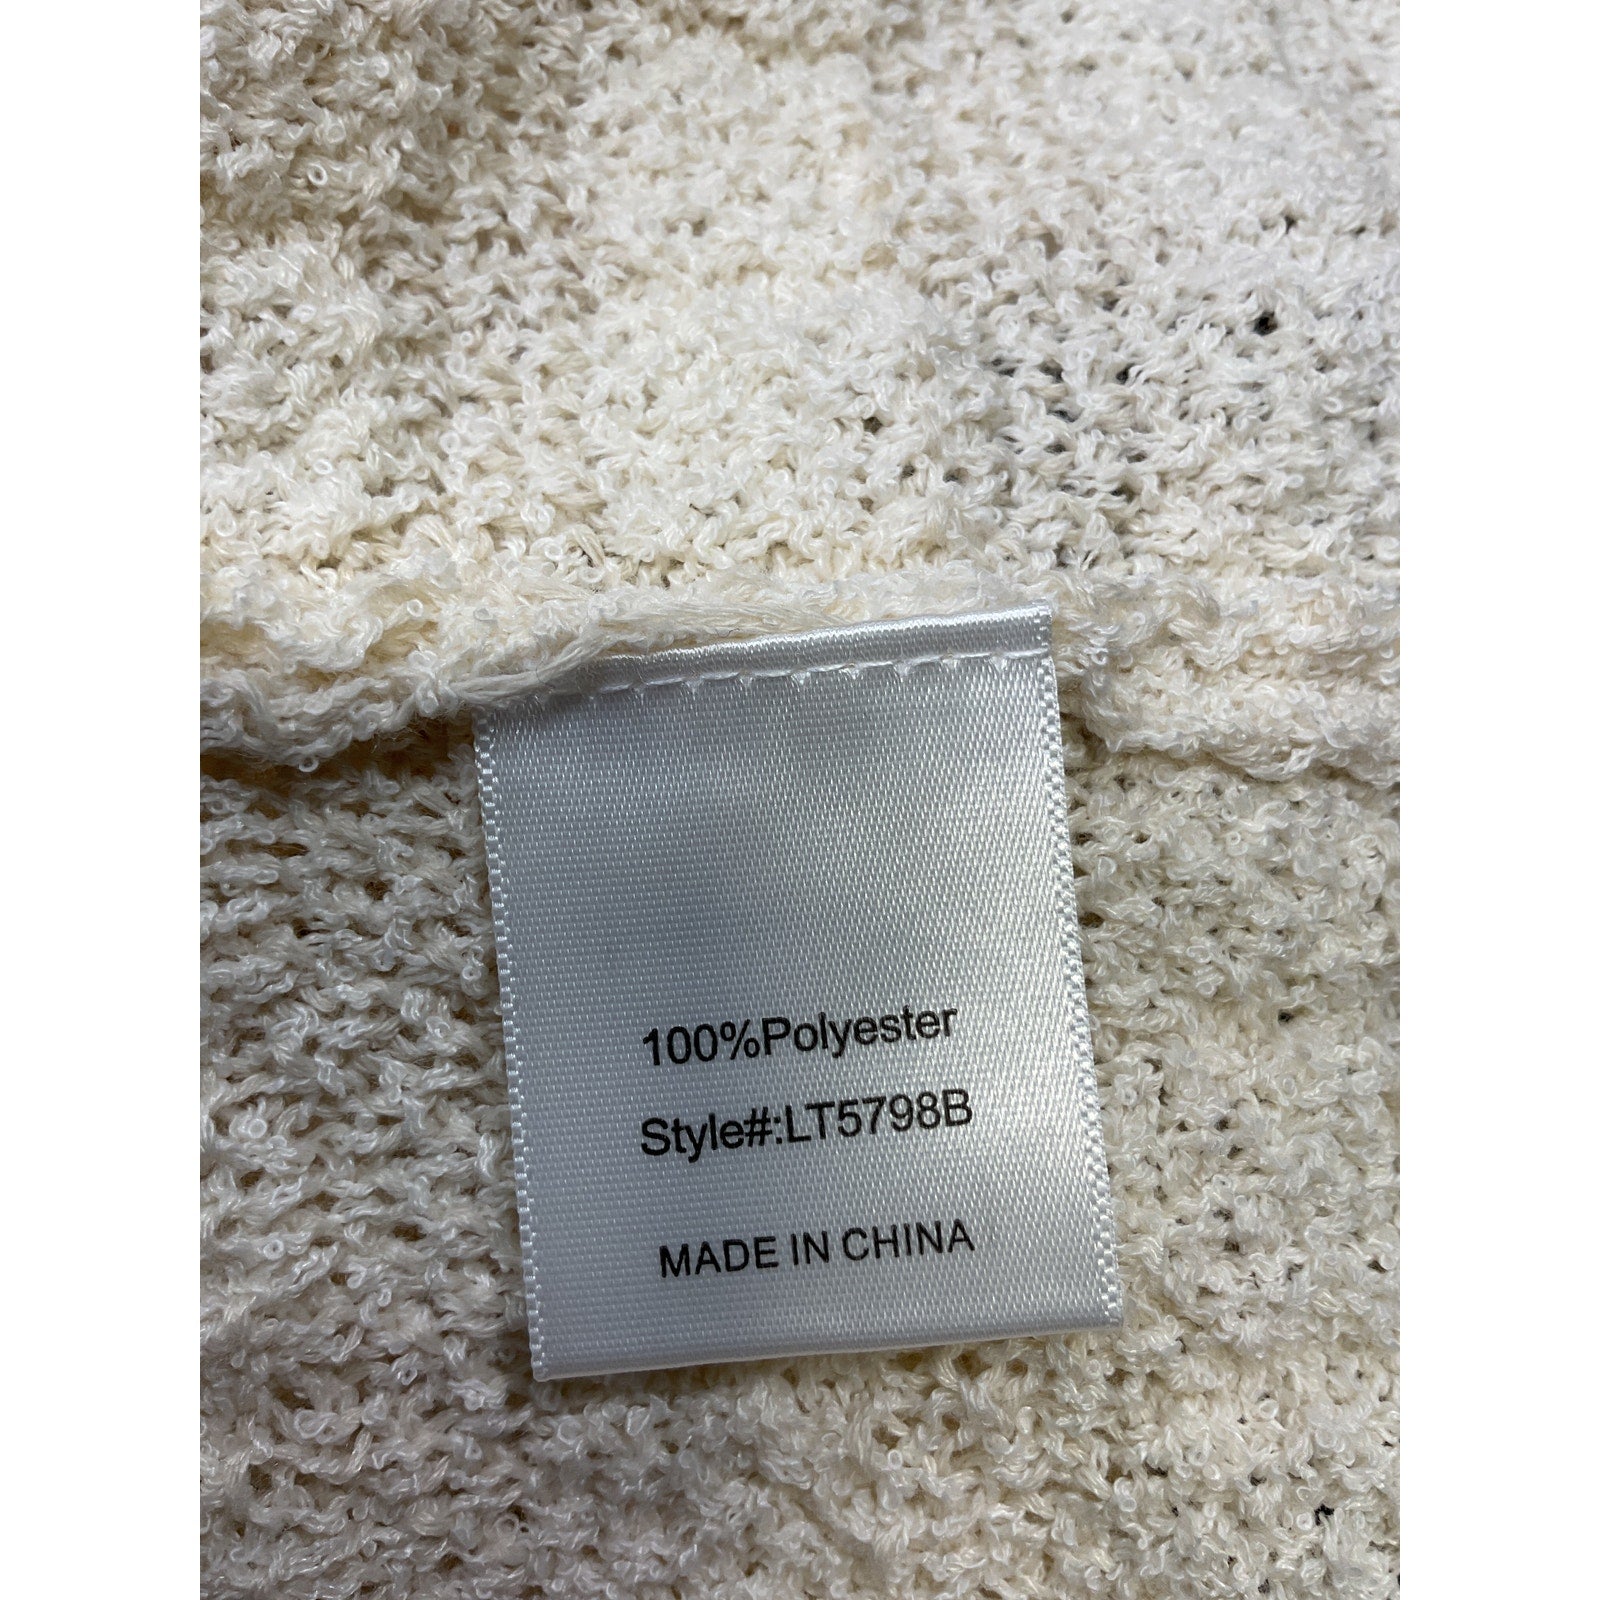 100%Polyester
Style#:LT5798B
MADE IN CHINA